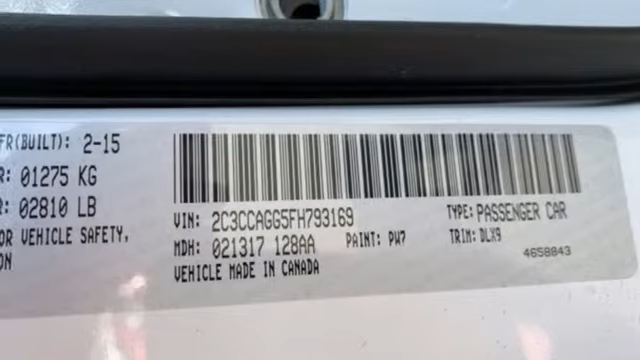 FR(BUILT): 2-15
R: 01275 KG
R: 02810 LB
OR VEHICLE SAFETY,
ON
VIN: 2C3CCAGG5FH793169 TYPE: PASSENGER CAR
MDH: 021317 128AA PAINT: PW7 TRIM: DLX9
VEHICLE MADE IN CANADA 4658843